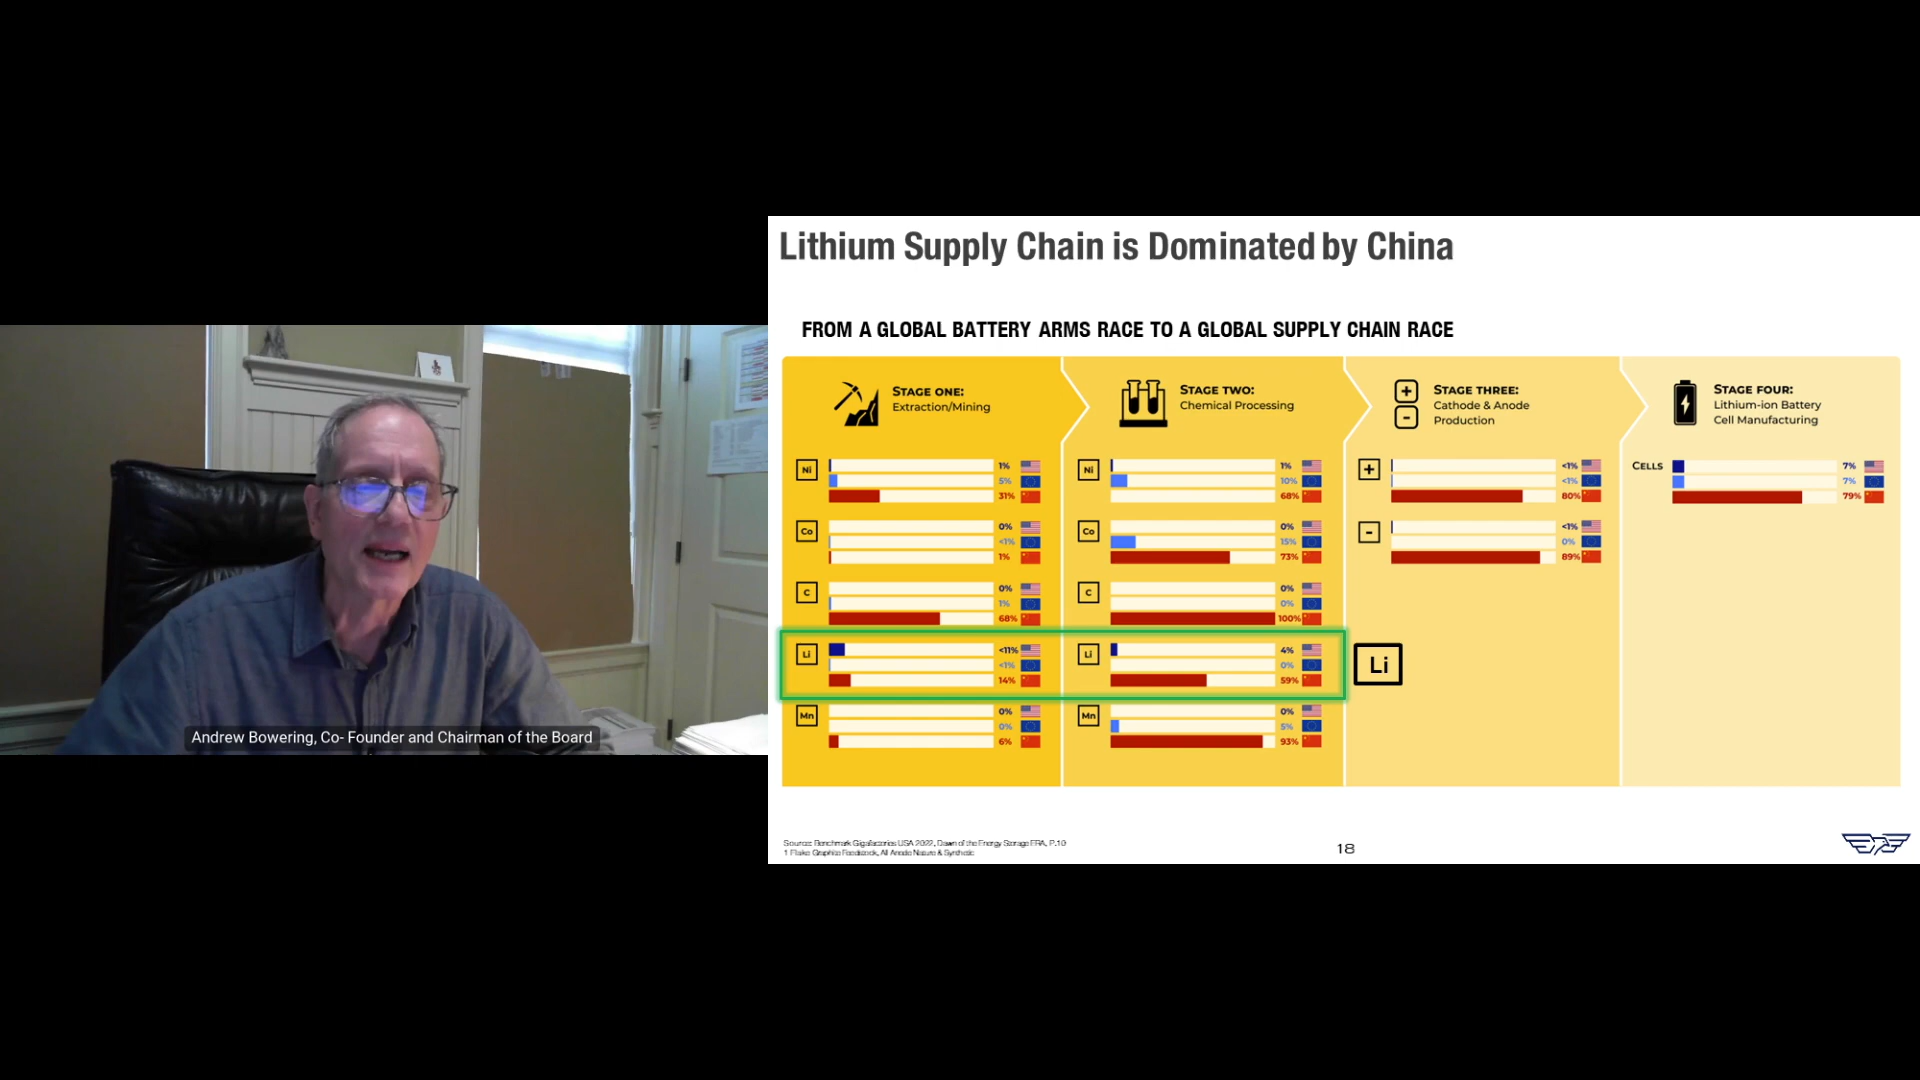 Lithium Supply Chain is Dominated by China
FROM A GLOBAL BATTERY ARMS RACE TO A GLOBAL SUPPLY CHAIN RACE
STAGE ONE:
Extraction/Mining
Ni
1%
5%
31%
Co
0%
<1%
1%
C
0%
1%
68%
Li
<11%
<1%
14%
Mn
0%
0%
6%
STAGE TWO:
Chemical Processing
Ni
1%
10%
68%
Co
0%
15%
73%
C
0%
0%
100%
Li
4%
0%
59%
Mn
0%
5%
93%
STAGE THREE:
Cathode & Anode
Production
+
<1%
<1%
80%
-
<1%
0%
89%
Li
STAGE FOUR:
Lithium-ion Battery
Cell Manufacturing
CELLS
7%
7%
79%
Source: Benchmark Gigafactories USA 2022, Dawn of the Energy Storage ERA, P.10
1 Flake Graphite Feedstock, All Anode Nature & Synthetic
18
Andrew Bowering, Co- Founder and Chairman of the Board